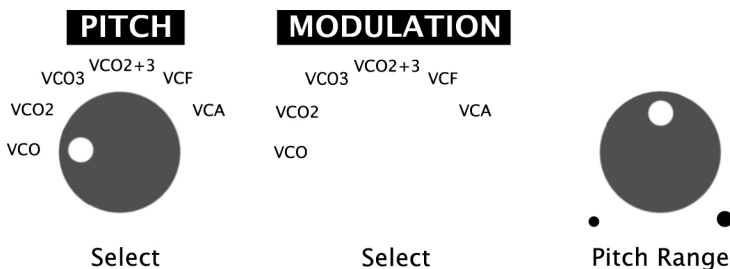 PITCH
VCO
VCO2
VCO3
VCO2+3
VCF
VCA
Select
MODULATION
VCO
VCO2
VCO3
VCO2+3
VCF
VCA
Select
Pitch Range